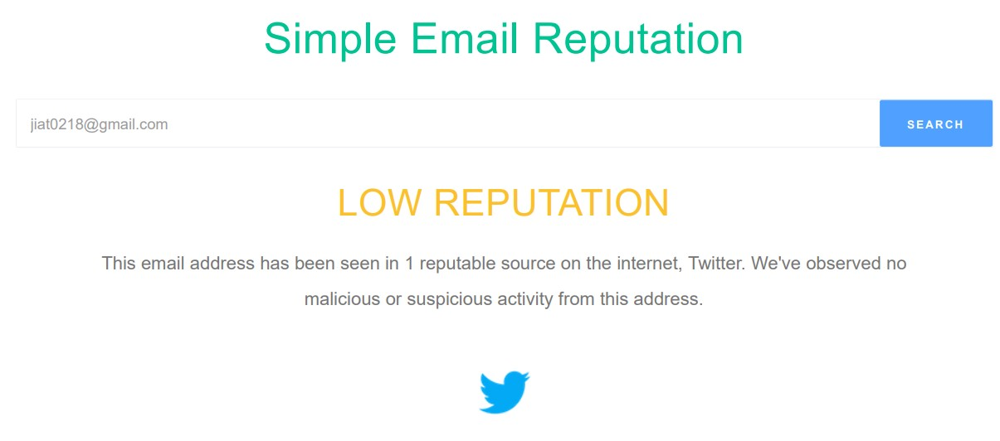 Simple Email Reputation
jiat0218@gmail.com
SEARCH
LOW REPUTATION
This email address has been seen in 1 reputable source on the internet, Twitter. We've observed no
malicious or suspicious activity from this address.